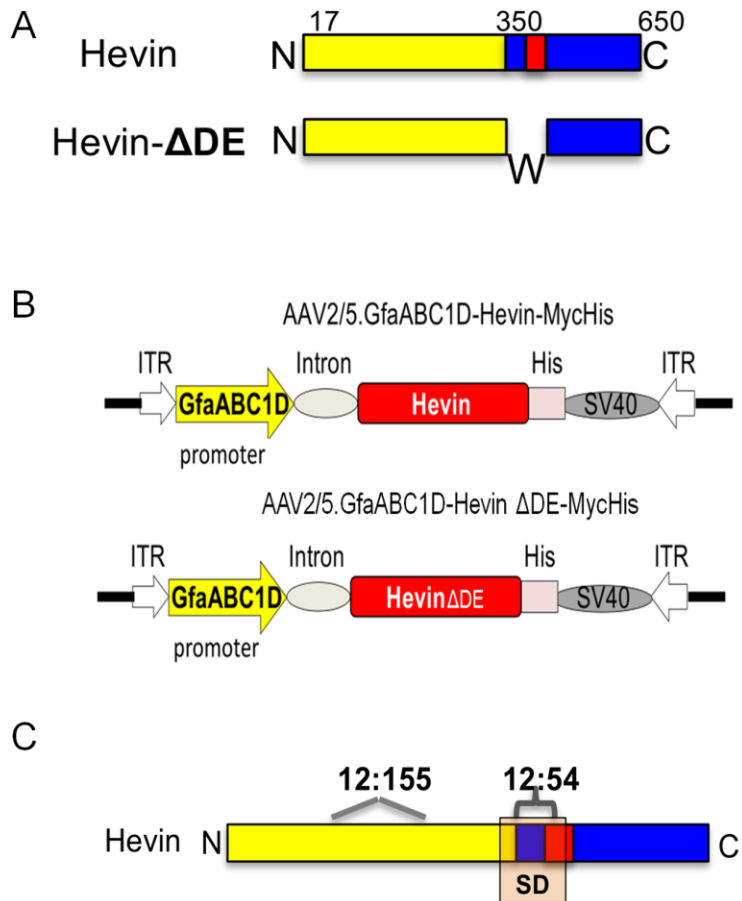 A
17 350 650
Hevin N C
Hevin-ΔDE N W C
B
AAV2/5.GfaABC1D-Hevin-MycHis
ITR Intron His ITR
GfaABC1D Hevin SV40
promoter
AAV2/5.GfaABC1D-Hevin ΔDE-MycHis
ITR Intron His ITR
GfaABC1D HevinΔDE SV40
promoter
C
12:155 12:54
Hevin N C
SD